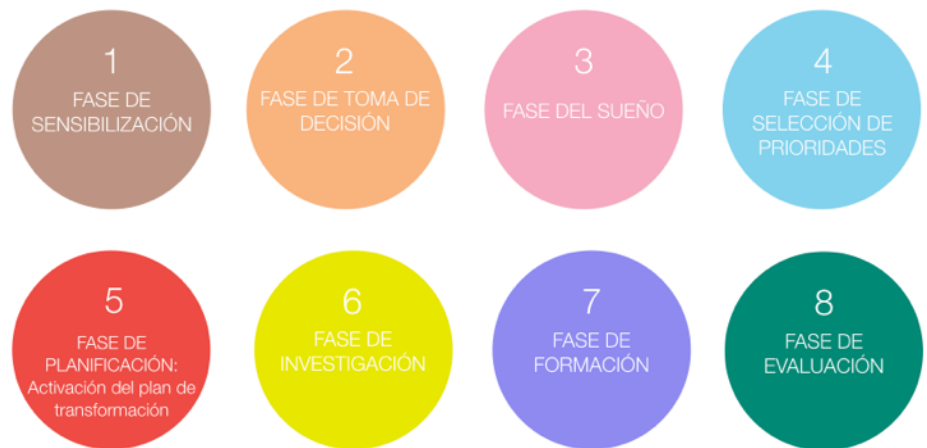 1
FASE DE
SENSIBILIZACIÓN
2
FASE DE TOMA DE
DECISIÓN
3
FASE DEL SUEÑO
4
FASE DE
SELECCIÓN DE
PRIORIDADES
5
FASE DE
PLANIFICACIÓN:
Activación del plan de
transformación
6
FASE DE
INVESTIGACIÓN
7
FASE DE
FORMACIÓN
8
FASE DE
EVALUACIÓN